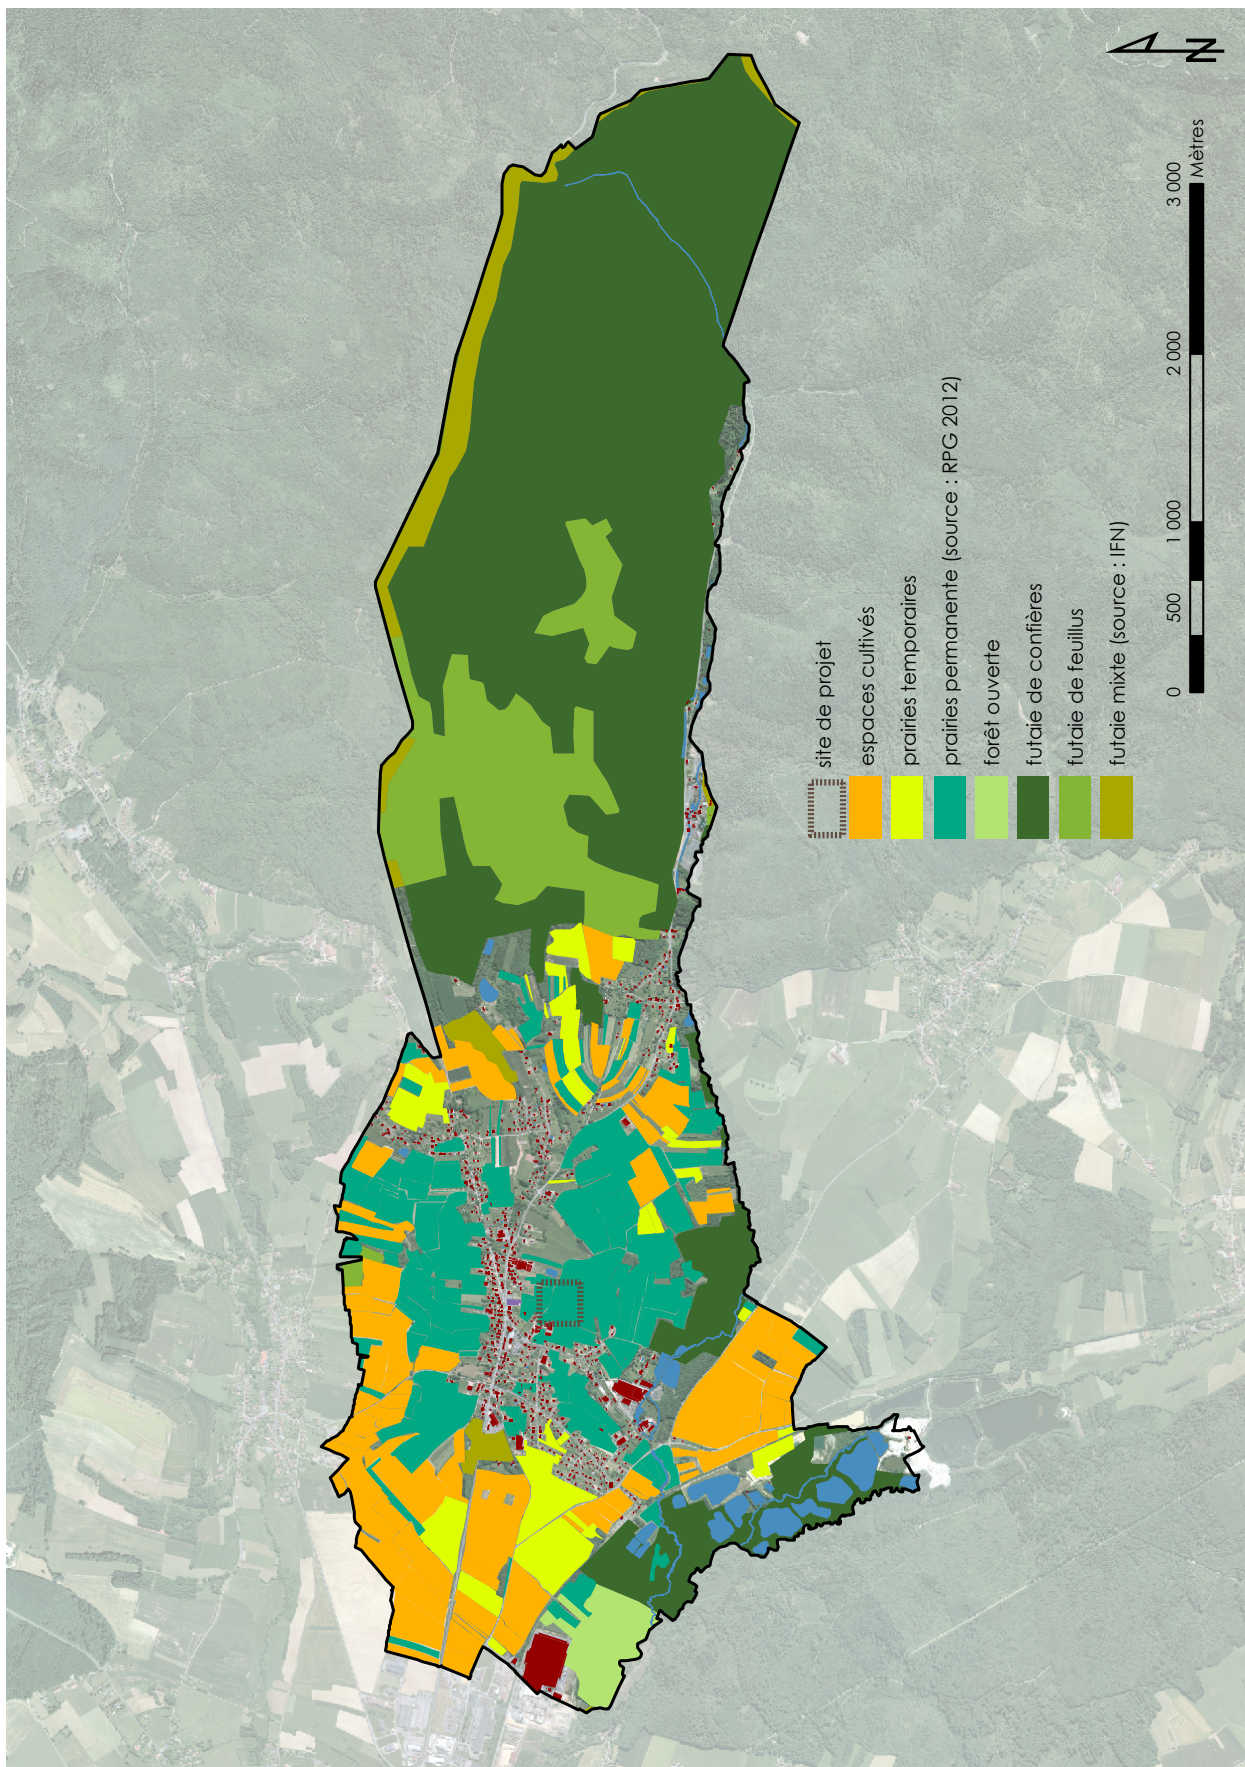 site de projet
espaces cultivés
prairies temporaires
prairies permanente (source : RPG 2012)
forêt ouverte
futaie de confières
futaie de feuillus
futaie mixte (source : IFN)
0 500 1 000 2 000 3 000
Mètres
N